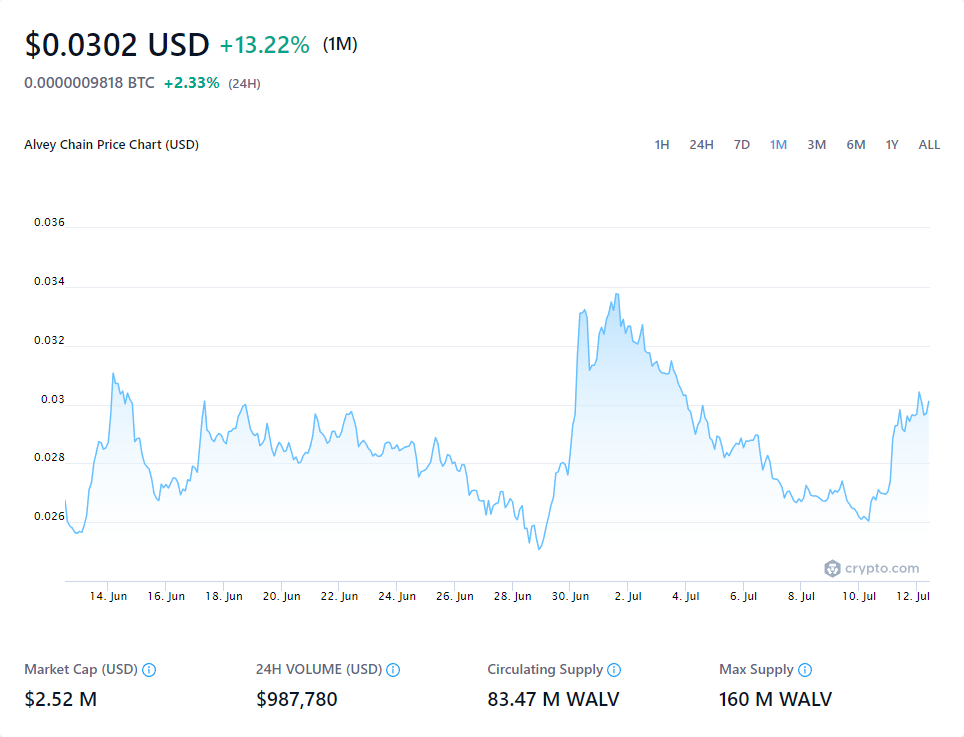 $0.0302 USD +13.22% (1M)
0.0000009818 BTC +2.33% (24H)
Alvey Chain Price Chart (USD) 1H 24H 7D 1M 3M 6M 1Y ALL
0.036
0.034
0.032
0.03
0.028
0.026
crypto.com
14. Jun 16. Jun 18. Jun 20. Jun 22. Jun 24. Jun 26. Jun 28. Jun 30. Jun 2. Jul 4. Jul 6. Jul 8. Jul 10. Jul 12. Jul
Market Cap (USD) 24H VOLUME (USD) Circulating Supply Max Supply
$2.52 M $987,780 83.47 M WALV 160 M WALV